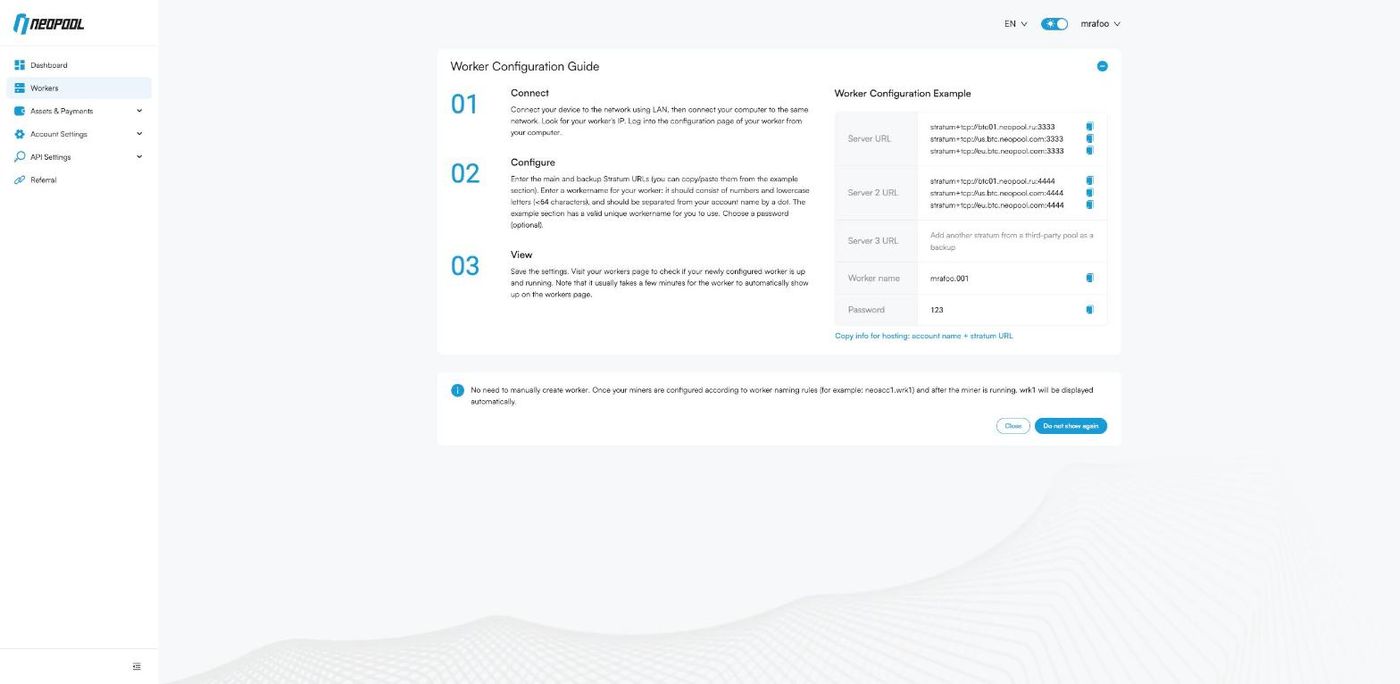 NEOPOOL
EN
mrafoo
Dashboard
Workers
Assets & Payments
Account Settings
API Settings
Referral
Worker Configuration Guide
01
Connect
Connect your device to the network using LAN, then connect your computer to the same
network. Look for your worker's IP. Log into the configuration page of your worker from
your computer.
02
Configure
Enter the main and backup Stratum URLs (you can copy/paste them from the example
section). Enter a workername for your worker: it should consist of numbers and lowercase
letters (<64 characters), and should be separated from your account name by a dot. The
example section has a valid unique workername for you to use. Choose a password
(optional).
03
View
Save the settings. Visit your workers page to check if your newly configured worker is up
and running. Note that it usually takes a few minutes for the worker to automatically show
up on the workers page.
Worker Configuration Example
Server URL
stratum+tcp://btc01.neopool.ru:3333
stratum+tcp://us.btc.neopool.com:3333
stratum+tcp://eu.btc.neopool.com:3333
Server 2 URL
stratum+tcp://btc01.neopool.ru:4444
stratum+tcp://us.btc.neopool.com:4444
stratum+tcp://eu.btc.neopool.com:4444
Server 3 URL
Add another stratum from a third-party pool as a
backup
Worker name
mrafoo.001
Password
123
Copy info for hosting: account name + stratum URL
No need to manually create worker. Once your miners are configured according to worker naming rules (for example: neoacc1.wrk1) and after the miner is running, wrk1 will be displayed
automatically.
Close
Do not show again